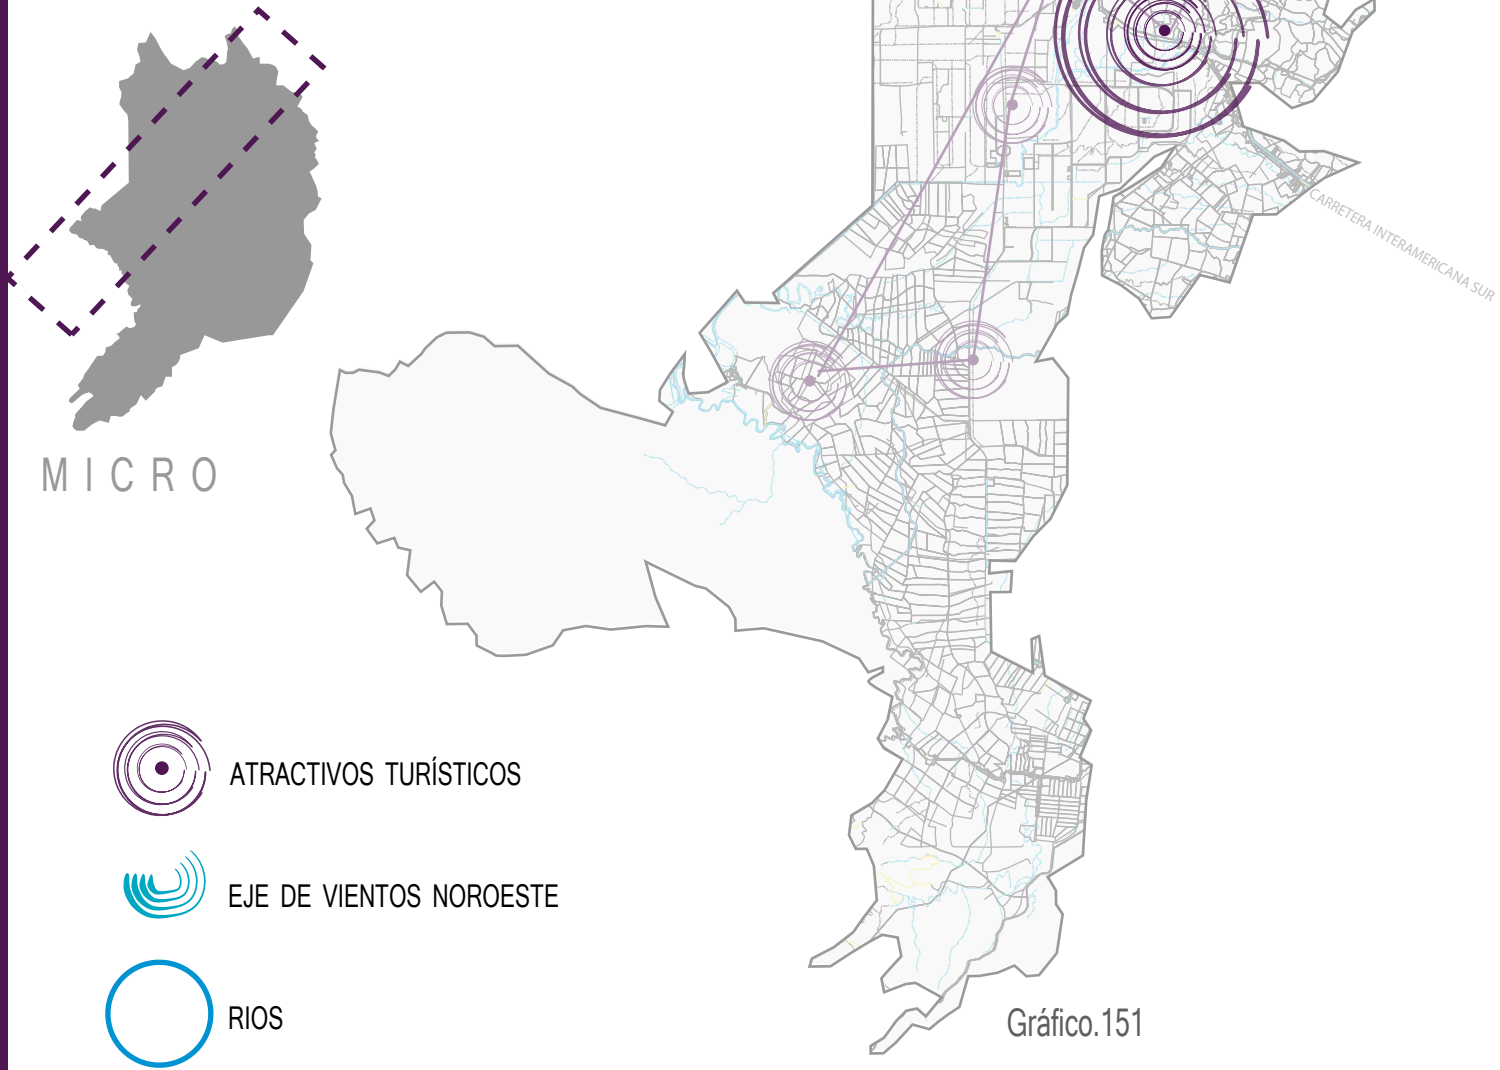 CARRETERA INTERAMERICANA SUR
MICRO
ATRACTIVOS TURÍSTICOS
EJE DE VIENTOS NOROESTE
RIOS
Gráfico.151